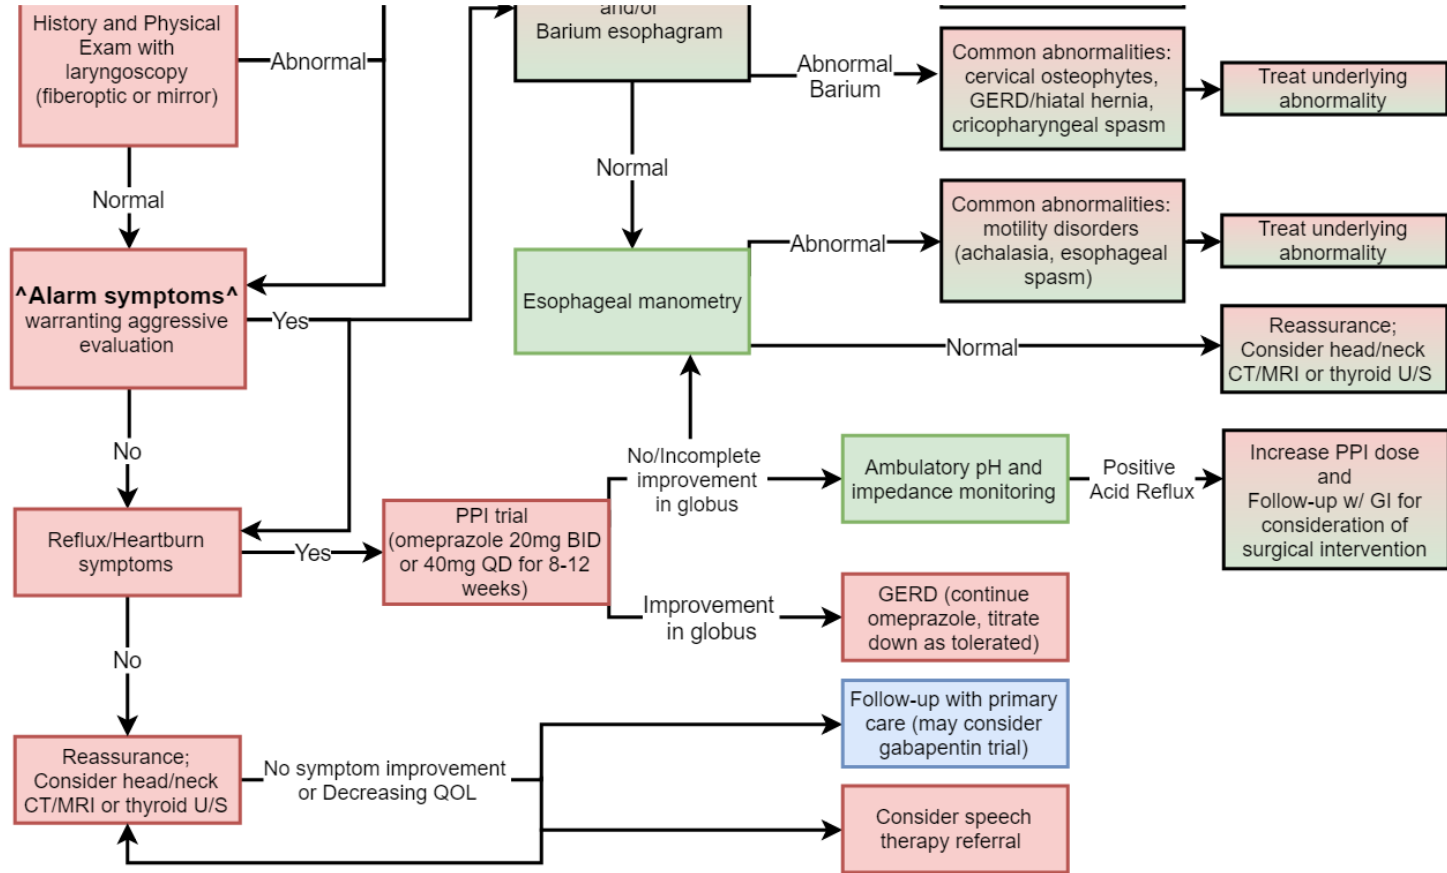 History and Physical
Exam with
laryngoscopy
(fiberoptic or mirror)
Abnormal
and/or
Barium esophagram
Abnormal
Barium
Common abnormalities:
cervical osteophytes,
GERD/hiatal hernia,
cricopharyngeal spasm
Treat underlying
abnormality
Normal
Normal
Common abnormalities:
motility disorders
(achalasia, esophageal
spasm)
Treat underlying
abnormality
Abnormal
^Alarm symptoms^
warranting aggressive
evaluation
Yes
Esophageal manometry
Normal
Reassurance;
Consider head/neck
CT/MRI or thyroid U/S
No
No/Incomplete
improvement
in globus
Ambulatory pH and
impedance monitoring
Positive
Acid Reflux
Increase PPI dose
and
Follow-up w/ GI for
consideration of
surgical intervention
Reflux/Heartburn
symptoms
Yes
PPI trial
(omeprazole 20mg BID
or 40mg QD for 8-12
weeks)
Improvement
in globus
GERD (continue
omeprazole, titrate
down as tolerated)
No
Follow-up with primary
care (may consider
gabapentin trial)
Reassurance;
Consider head/neck
CT/MRI or thyroid U/S
No symptom improvement
or Decreasing QOL
Consider speech
therapy referral